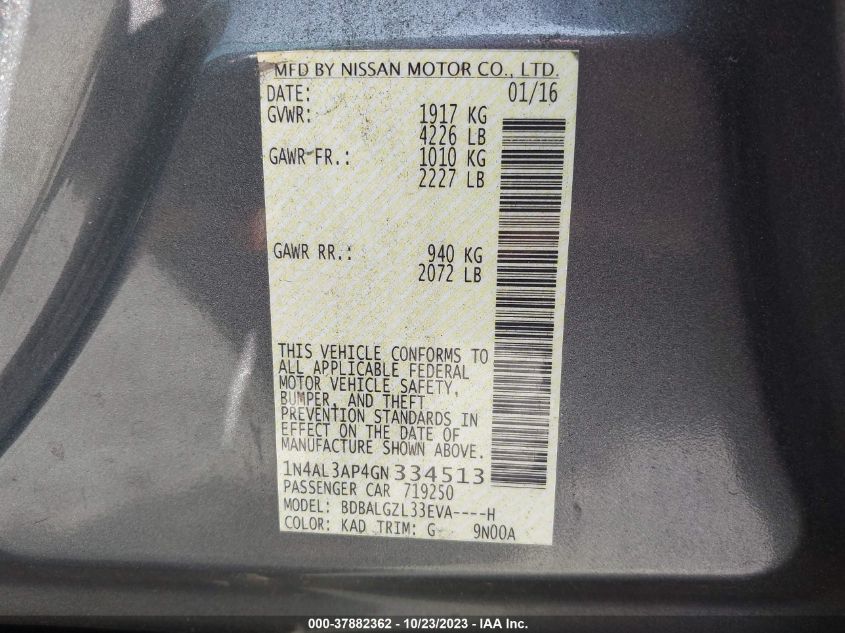 MFD BY NISSAN MOTOR CO., LTD.
DATE: 01/16
GVWR: 1917 KG
4226 LB
GAWR FR.: 1010 KG
2227 LB
GAWR RR.: 940 KG
2072 LB
THIS VEHICLE CONFORMS TO
ALL APPLICABLE FEDERAL
MOTOR VEHICLE SAFETY,
BUMPER, AND THEFT
PREVENTION STANDARDS IN
EFFECT ON THE DATE OF
MANUFACTURE SHOWN ABOVE.
1N4AL3AP4GN334513
PASSENGER CAR 719250
MODEL: BDBALGZL33EVA----H
COLOR: KAD TRIM: G 9N00A
000-37882362 - 10/23/2023 - IAA Inc.